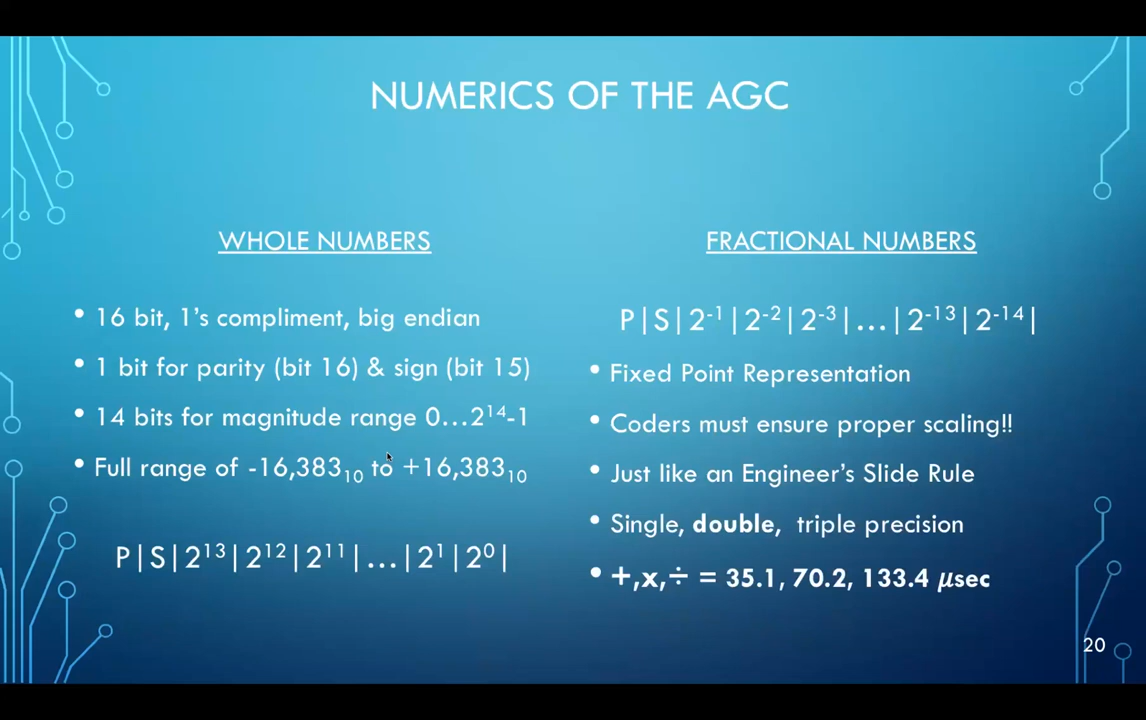 NUMERICS OF THE AGC
WHOLE NUMBERS
• 16 bit, 1's compliment, big endian
• 1 bit for parity (bit 16) & sign (bit 15)
• 14 bits for magnitude range 0…2¹⁴-1
• Full range of -16,383₁₀ to +16,383₁₀
P|S|2¹³|2¹²|2¹¹|…|2¹|2⁰|
FRACTIONAL NUMBERS
P|S|2⁻¹|2⁻²|2⁻³|…|2⁻¹³|2⁻¹⁴|
• Fixed Point Representation
• Coders must ensure proper scaling!!
• Just like an Engineer's Slide Rule
• Single, double, triple precision
• +,x,÷ = 35.1, 70.2, 133.4 μsec
20